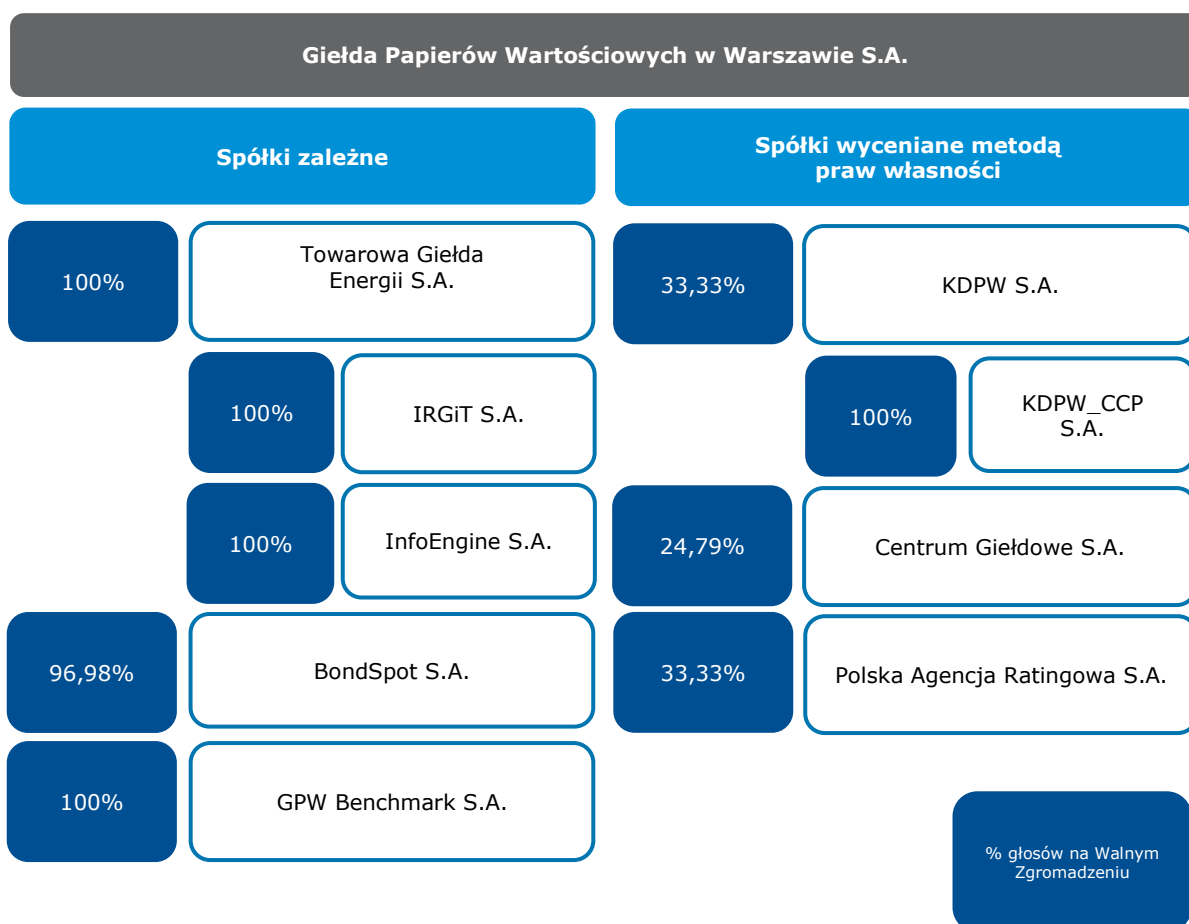 Giełda Papierów Wartościowych w Warszawie S.A.
Spółki zależne
Spółki wyceniane metodą
praw własności
100%
Towarowa Giełda
Energii S.A.
33,33%
KDPW S.A.
100%
IRGiT S.A.
100%
KDPW_CCP
S.A.
100%
InfoEngine S.A.
24,79%
Centrum Giełdowe S.A.
96,98%
BondSpot S.A.
33,33%
Polska Agencja Ratingowa S.A.
100%
GPW Benchmark S.A.
% głosów na Walnym
Zgromadzeniu